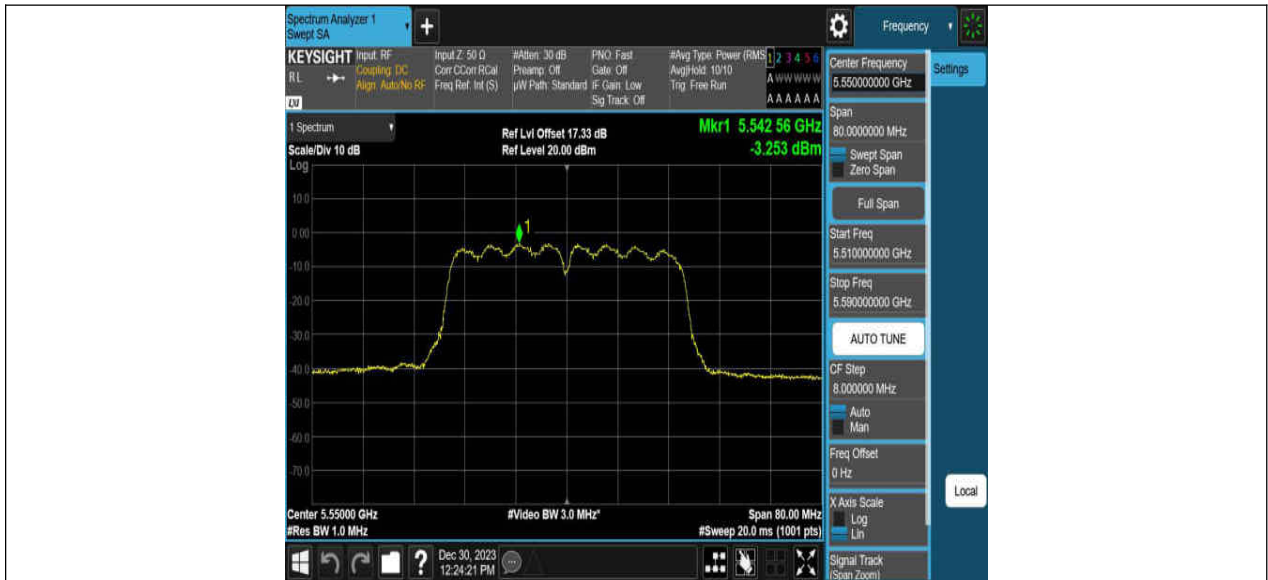 Spectrum Analyzer 1
Swept SA
+
Frequency
KEYSIGHT
RL
LXI
Input: RF
Coupling: DC
Align: Auto/No RF
Input Z: 50 Ω
Corr CCorr RCal
Freq Ref: Int (S)
#Atten: 30 dB
Preamp: Off
µW Path: Standard
PNO: Fast
Gate: Off
IF Gain: Low
Sig Track: Off
#Avg Type: Power (RMS
Avg|Hold: 10/10
Trig: Free Run
1 2 3 4 5 6
A W W W W W
A A A A A A
1 Spectrum
Scale/Div 10 dB
Log
Ref Lvl Offset 17.33 dB
Ref Level 20.00 dBm
Mkr1 5.542 56 GHz
-3.253 dBm
1
10.0
0.00
-10.0
-20.0
-30.0
-40.0
-50.0
-60.0
-70.0
Center 5.55000 GHz
#Res BW 1.0 MHz
#Video BW 3.0 MHz*
Span 80.00 MHz
#Sweep 20.0 ms (1001 pts)
?
Dec 30, 2023
12:24:21 PM
Center Frequency
5.550000000 GHz
Span
80.0000000 MHz
Swept Span
Zero Span
Full Span
Start Freq
5.510000000 GHz
Stop Freq
5.590000000 GHz
AUTO TUNE
CF Step
8.000000 MHz
Auto
Man
Freq Offset
0 Hz
X Axis Scale
Log
Lin
Signal Track
(Span Zoom)
Settings
Local